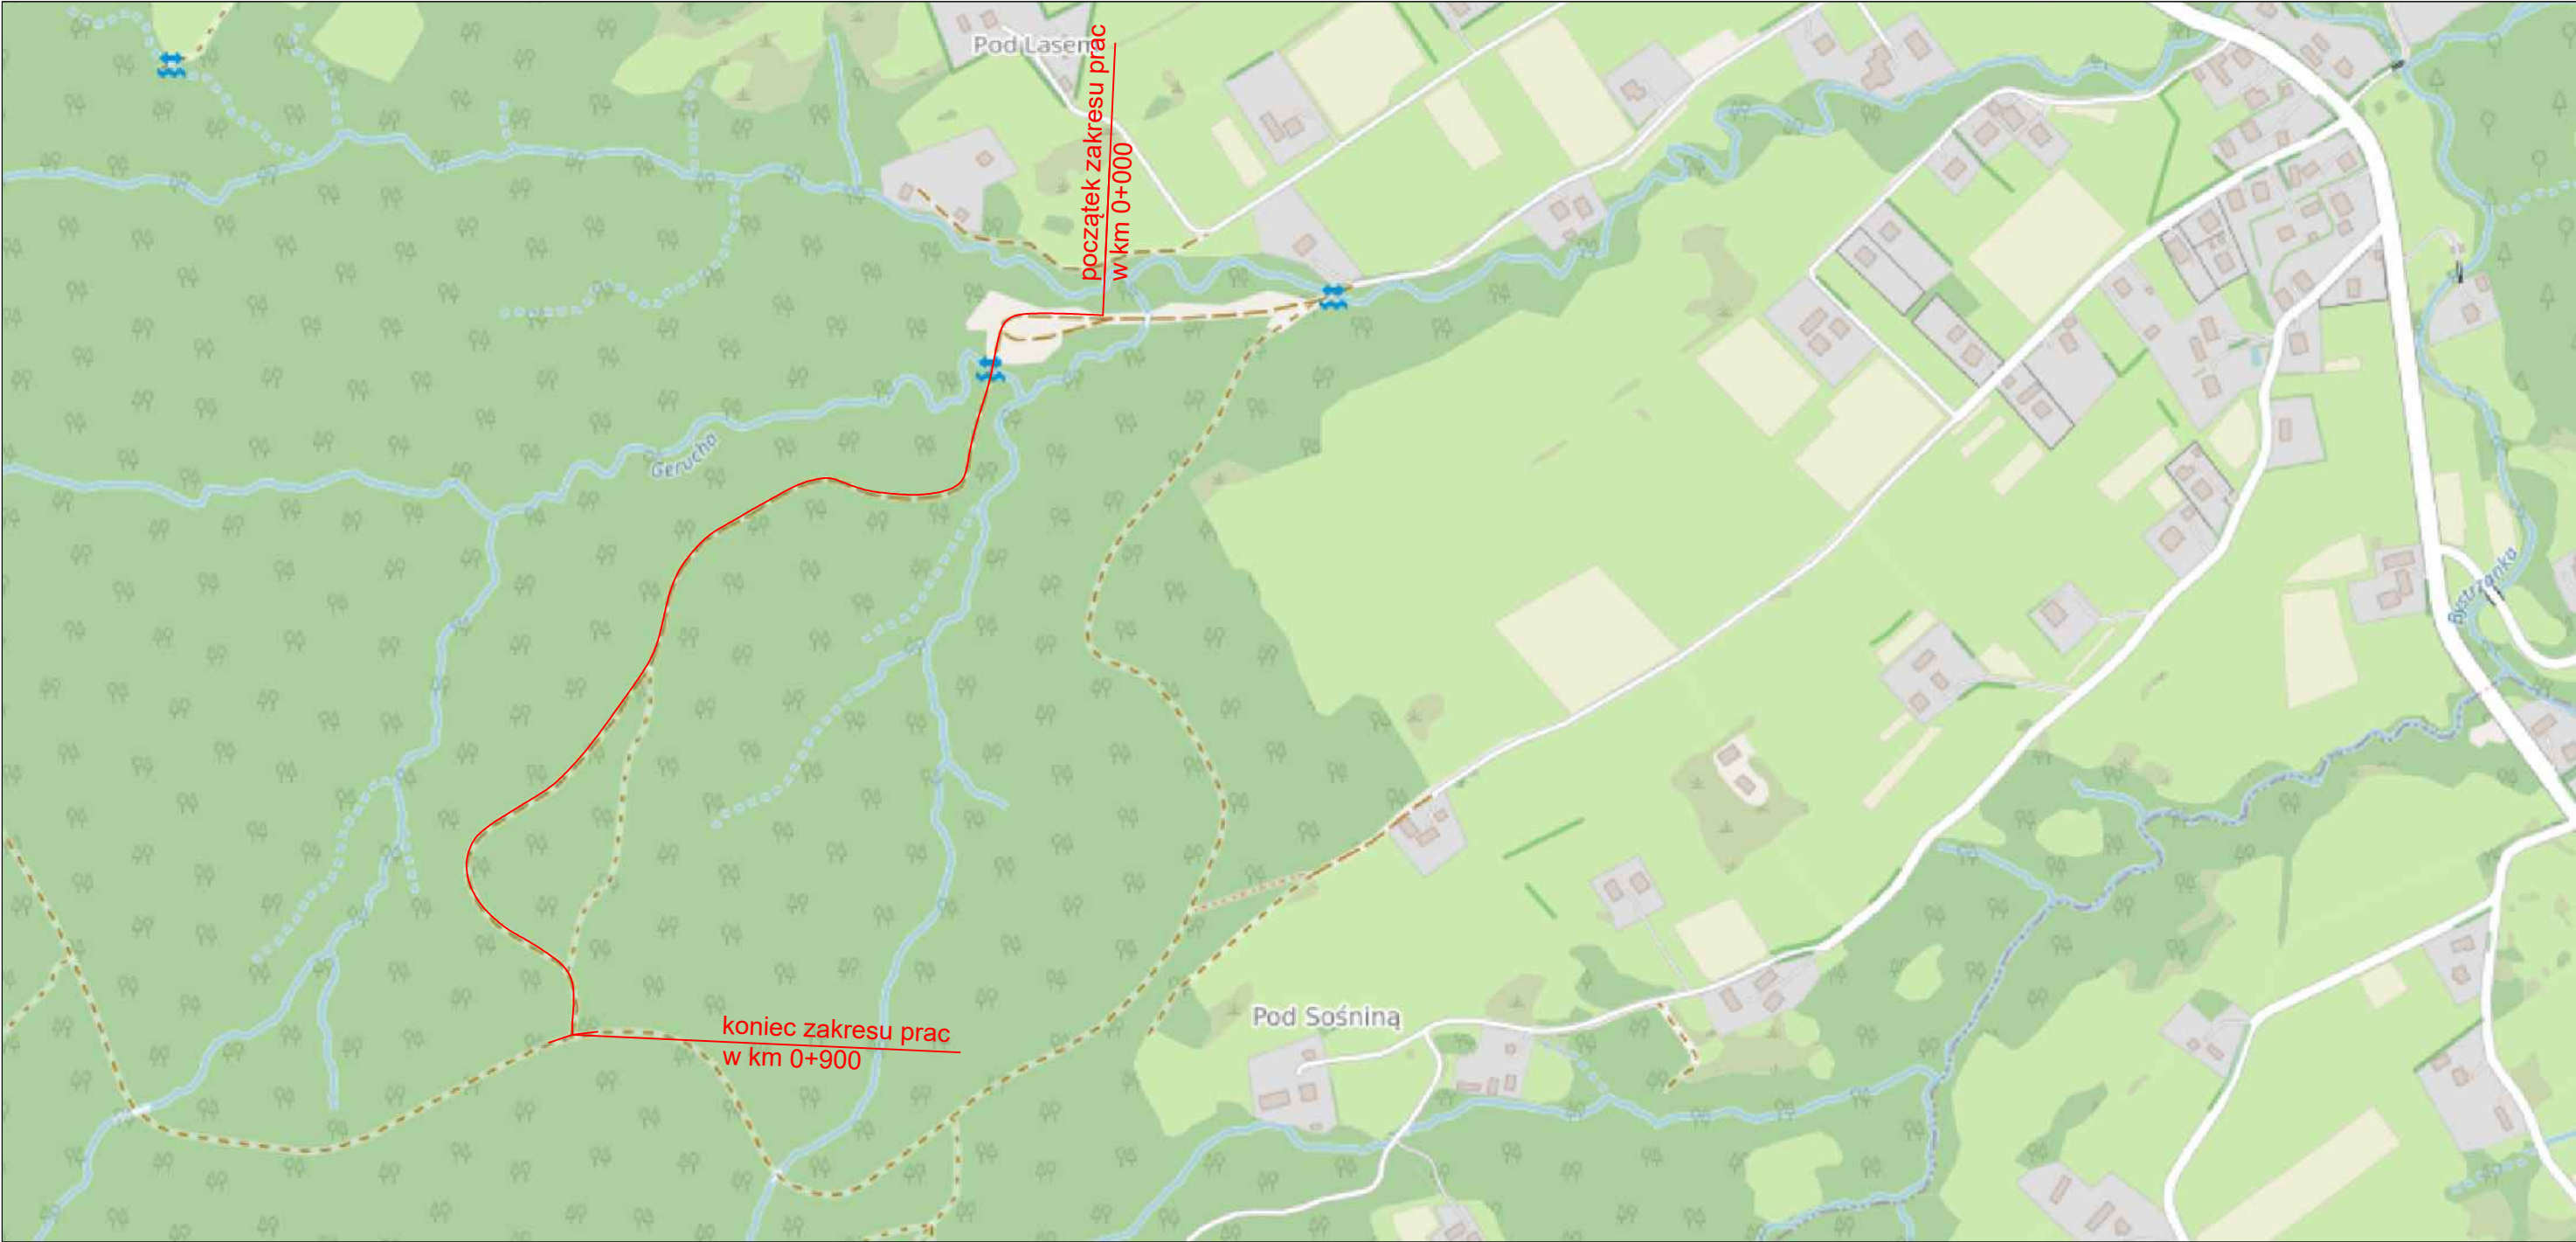 Pod Lasem
początek zakresu prac
w km 0+000
Gerucha
Bystrzanka
Pod Sośniną
koniec zakresu prac
w km 0+900